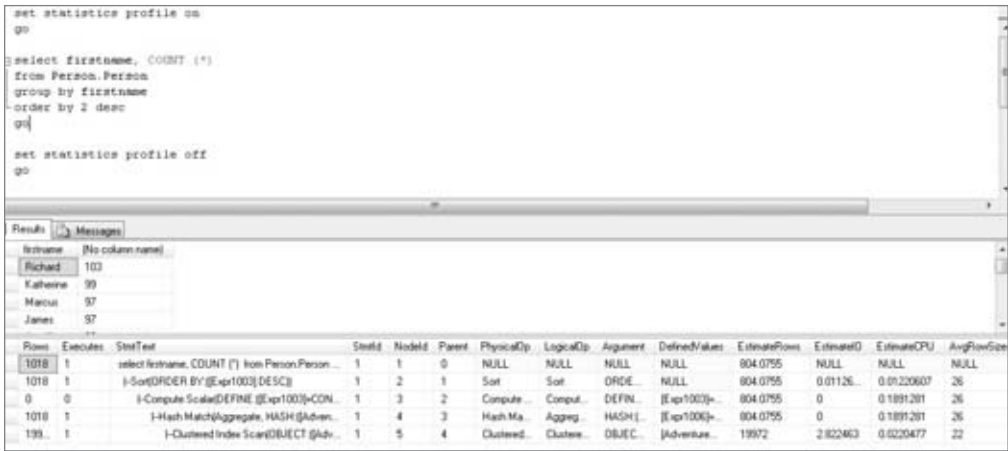 set statistics profile on
go
select firstname, COUNT (*)
from Person.Person
group by firstname
order by 2 desc
go
set statistics profile off
go
Results Messages
firstname (No column name)
Richard 103
Katherine 99
Marcus 97
James 97
Rows Executes StmtText StmtId NodeId Parent PhysicalOp LogicalOp Argument DefinedValues EstimateRows EstimateIO EstimateCPU AvgRowSize
1018 1 select firstname, COUNT (*) from Person.Person ... 1 1 0 NULL NULL NULL NULL 804.0755 NULL NULL NULL
1018 1 |-Sort(ORDER BY:([Expr1003] DESC)) 1 2 1 Sort Sort ORDE... NULL 804.0755 0.01126... 0.01220607 26
0 0 |-Compute Scalar(DEFINE:([Expr1003]=CON... 1 3 2 Compute ... Comput... DEFIN... [Expr1003]=... 804.0755 0 0.1891281 26
1018 1 |-Hash Match(Aggregate, HASH:([Adven... 1 4 3 Hash Ma... Aggreg... HASH:(... [Expr1006]=... 804.0755 0 0.1891281 26
199... 1 |-Clustered Index Scan(OBJECT:([Adv... 1 5 4 Clustered... Clustere... OBJEC... [Adventure... 19972 2.822463 0.0220477 22